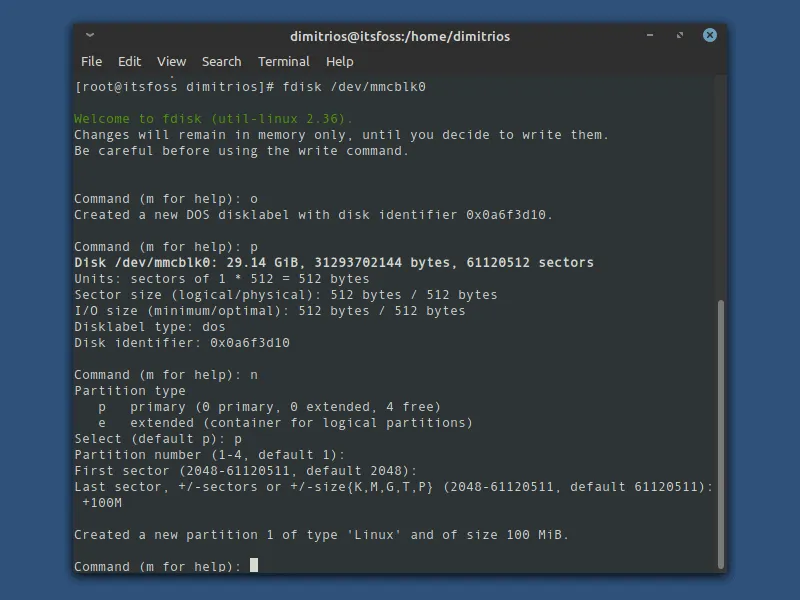 dimitrios@itsfoss:/home/dimitrios
File Edit View Search Terminal Help
[root@itsfoss dimitrios]# fdisk /dev/mmcblk0
Welcome to fdisk (util-linux 2.36).
Changes will remain in memory only, until you decide to write them.
Be careful before using the write command.
Command (m for help): o
Created a new DOS disklabel with disk identifier 0x0a6f3d10.
Command (m for help): p
Disk /dev/mmcblk0: 29.14 GiB, 31293702144 bytes, 61120512 sectors
Units: sectors of 1 * 512 = 512 bytes
Sector size (logical/physical): 512 bytes / 512 bytes
I/O size (minimum/optimal): 512 bytes / 512 bytes
Disklabel type: dos
Disk identifier: 0x0a6f3d10
Command (m for help): n
Partition type
p   primary (0 primary, 0 extended, 4 free)
e   extended (container for logical partitions)
Select (default p): p
Partition number (1-4, default 1):
First sector (2048-61120511, default 2048):
Last sector, +/-sectors or +/-size{K,M,G,T,P} (2048-61120511, default 61120511):
+100M
Created a new partition 1 of type 'Linux' and of size 100 MiB.
Command (m for help):